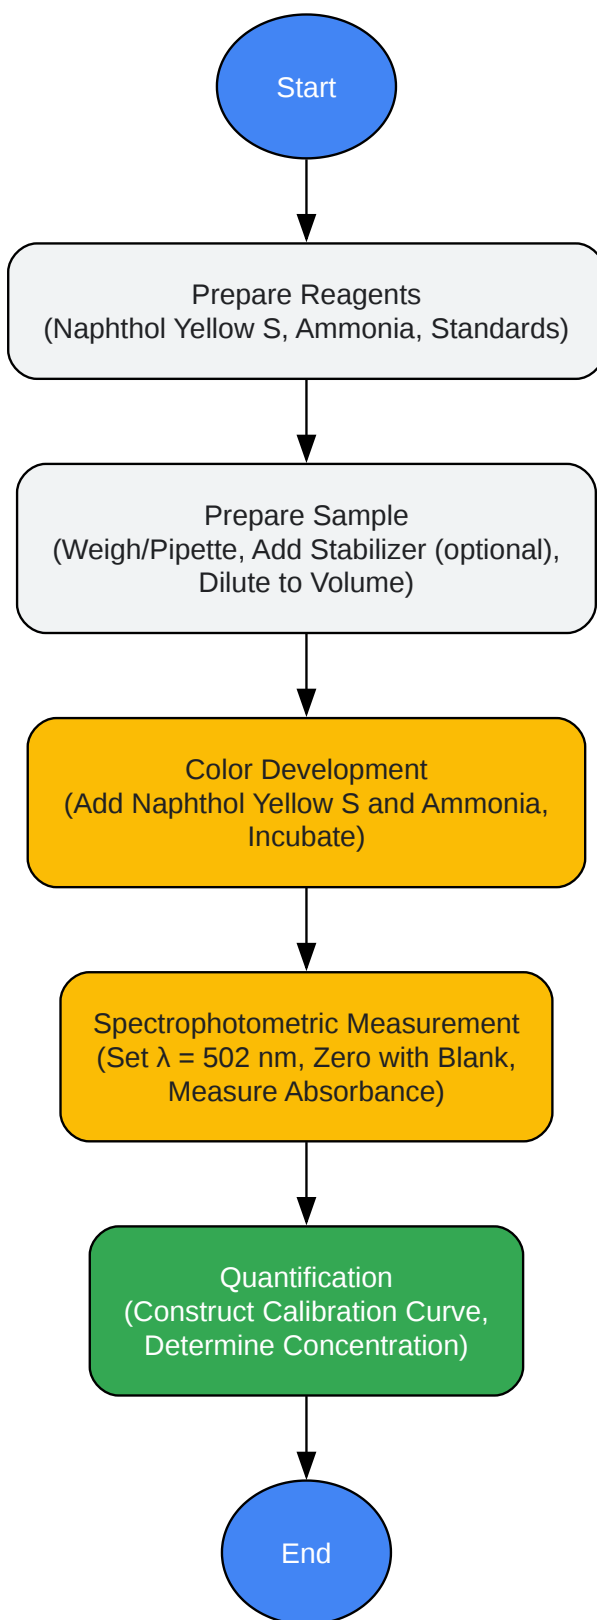 Start
Prepare Reagents
(Naphthol Yellow S, Ammonia, Standards)
Prepare Sample
(Weigh/Pipette, Add Stabilizer (optional),
Dilute to Volume)
Color Development
(Add Naphthol Yellow S and Ammonia,
Incubate)
Spectrophotometric Measurement
(Set λ = 502 nm, Zero with Blank,
Measure Absorbance)
Quantification
(Construct Calibration Curve,
Determine Concentration)
End